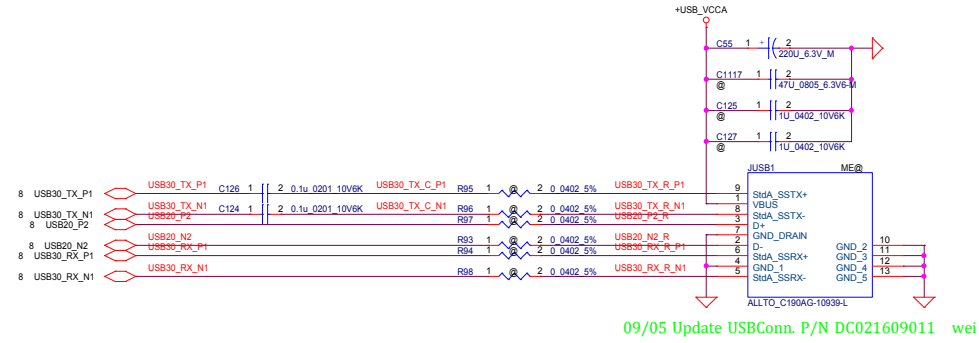 +USB_VCCA
C55 1 + 2
220U_6.3V_M
C1117 1 2
@ 47U_0805_6.3V6-M
C125 1 2
@ 1U_0402_10V6K
C127 1 2
@ 1U_0402_10V6K
JUSB1 ME@
8 USB30_TX_P1 USB30_TX_P1 C126 1 2 0.1u_0201_10V6K USB30_TX_C_P1 R95 1 @ 2 0_0402_5% USB30_TX_R_P1 9 StdA_SSTX+
1 VBUS
8 USB30_TX_N1 USB30_TX_N1 C124 1 2 0.1u_0201_10V6K USB30_TX_C_N1 R96 1 @ 2 0_0402_5% USB30_TX_R_N1 8 StdA_SSTX-
8 USB20_P2 USB20_P2 R97 1 @ 2 0_0402_5% USB20_P2_R 3 D+
7 GND_DRAIN
8 USB20_N2 USB20_N2 R93 1 @ 2 0_0402_5% USB20_N2_R 2 D- GND_2 10
8 USB30_RX_P1 USB30_RX_P1 R94 1 @ 2 0_0402_5% USB30_RX_R_P1 6 StdA_SSRX+ GND_3 11
4 GND_1 GND_4 12
8 USB30_RX_N1 USB30_RX_N1 R98 1 @ 2 0_0402_5% USB30_RX_R_N1 5 StdA_SSRX- GND_5 13
ALLTO_C190AG-10939-L
09/05 Update USBConn. P/N DC021609011 wei